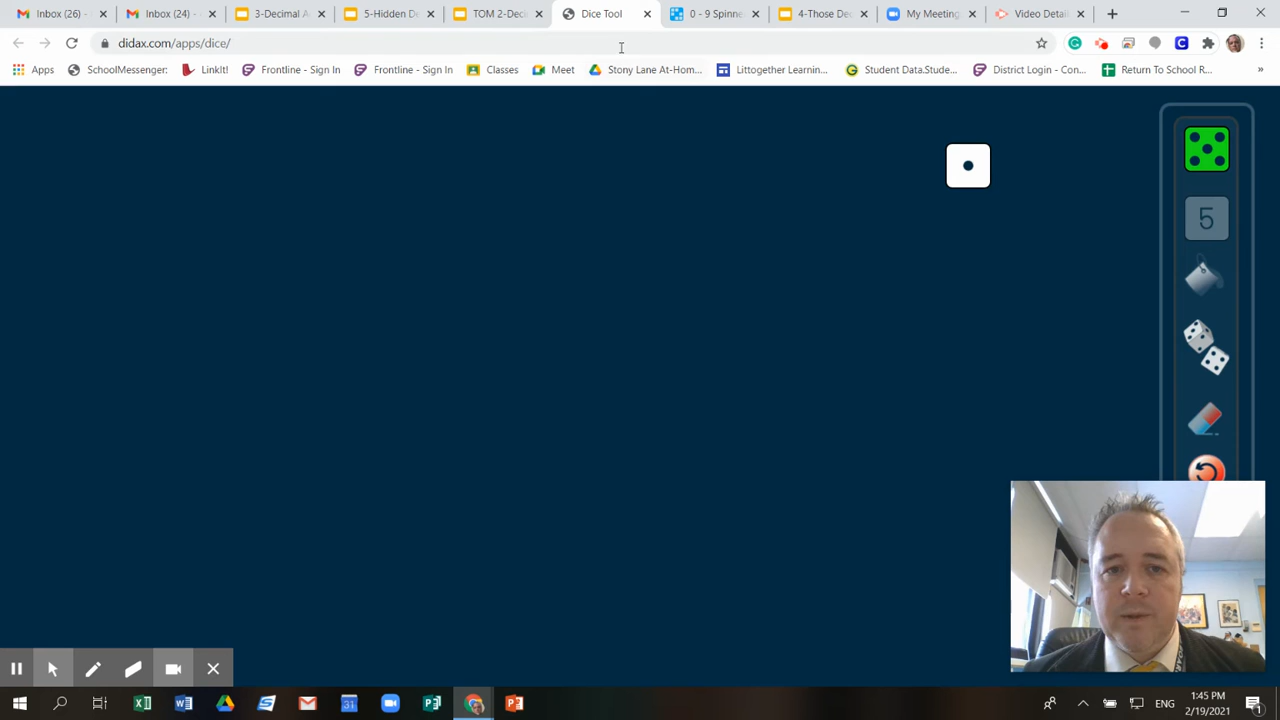 Inbox (26) -
Inbox (24) -
3-Decimal A
5-Hidden D
TOM 2-Deci
Dice Tool
0 - 9 Spinne
4-Those De
My Meeting
Video Detail
didax.com/apps/dice/
Apps
SchoolMessenger:
LinkIt!
Frontline - Sign In
Frontline - Sign In
Classes
Meet
Stony Lane At-Hom...
Littogether Learnin...
Student Data.Stude...
District Login - Con...
Return To School R...
»
5
ENG
1:45 PM
2/19/2021